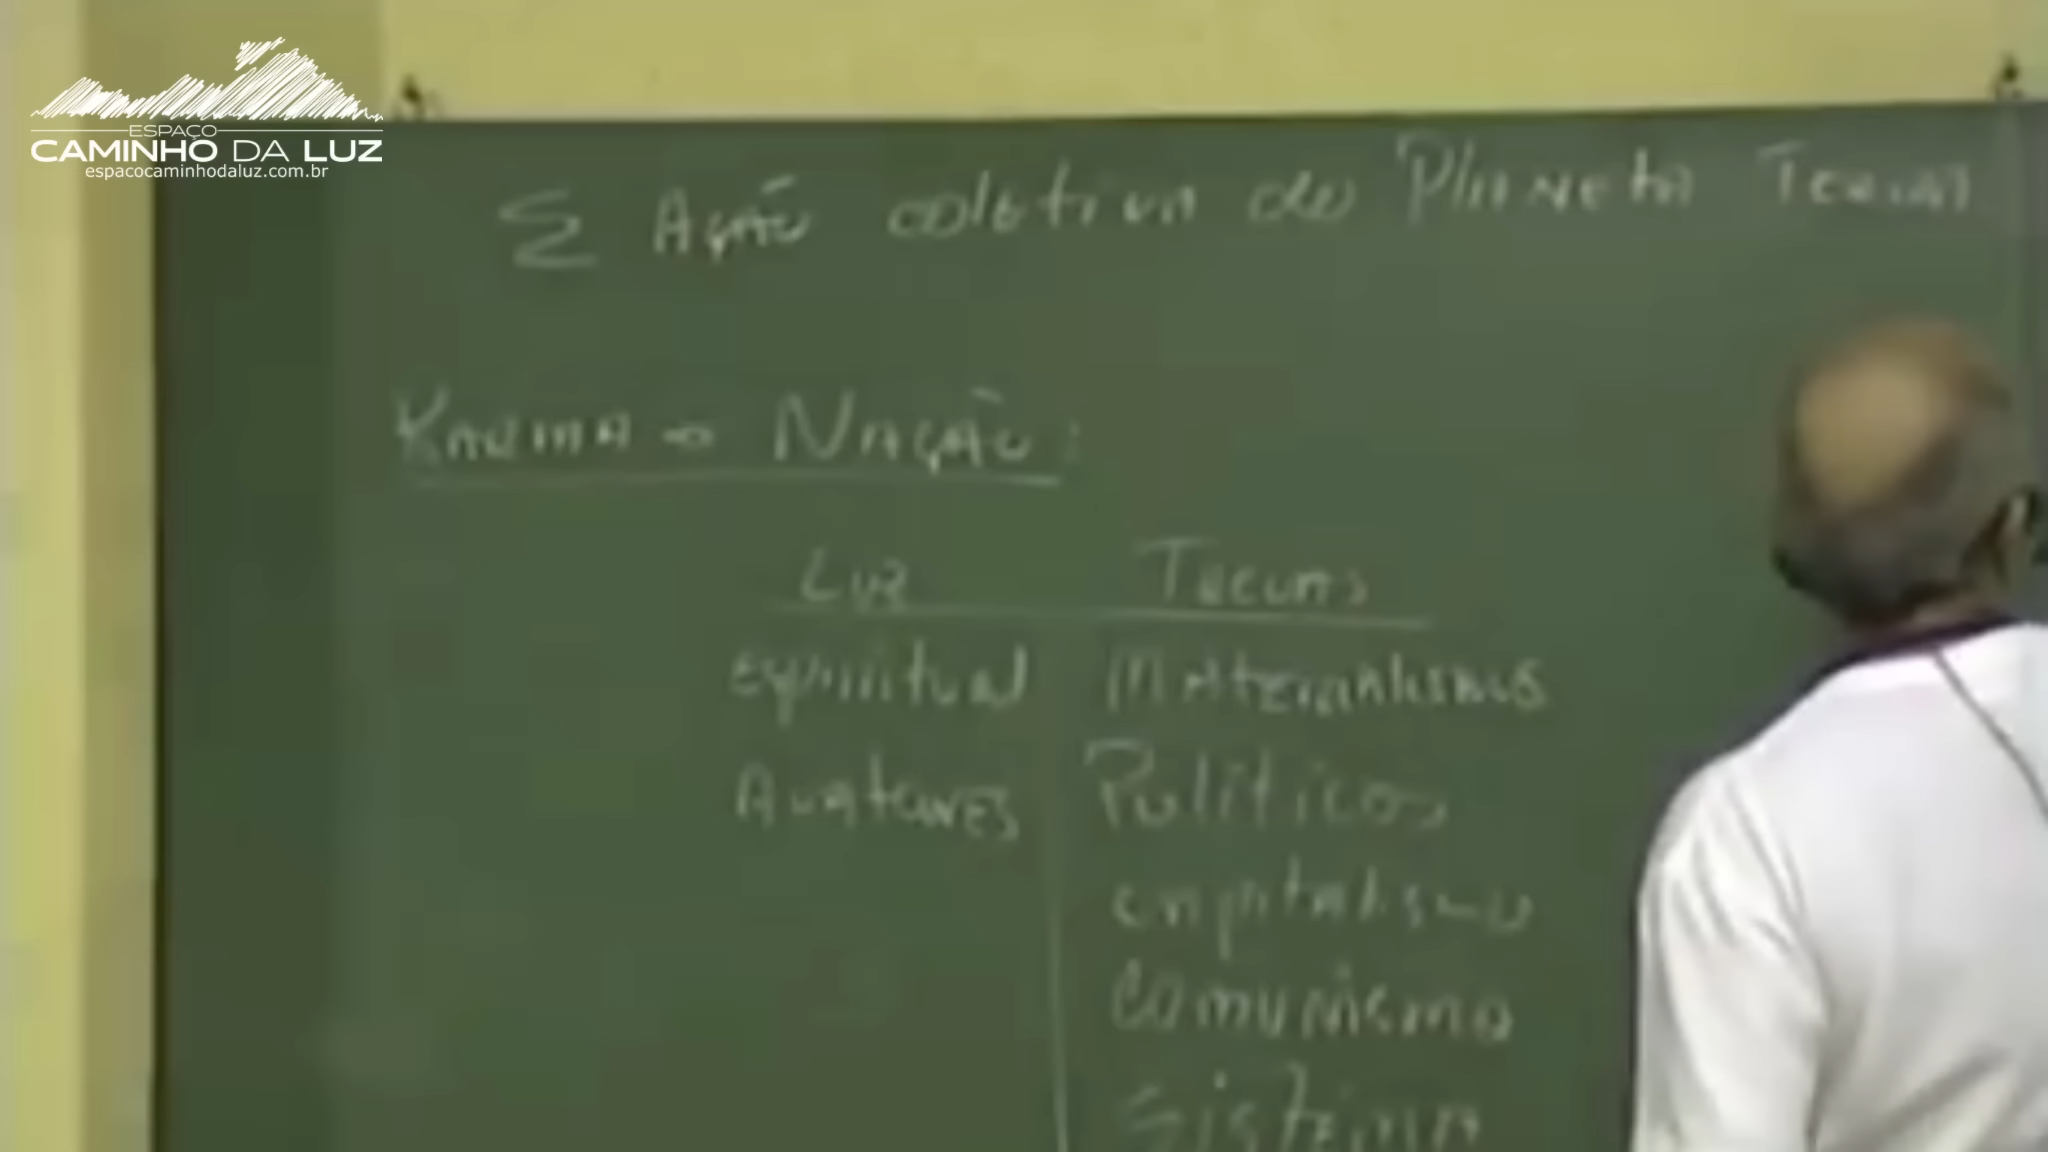 ESPAÇO
CAMINHO DA LUZ
espacocaminhodaluz.com.br
Σ Ação coletiva do Planeta Terra
Karma → Nação:
Luz Trevas
Espiritual Materialismo
Avatares Políticos
capitalismo
comunismo
sistema